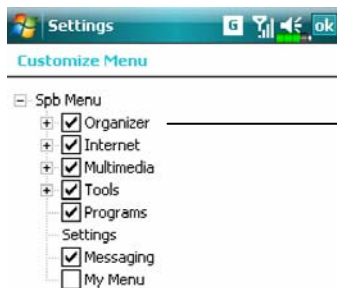 Settings
G
ok
Customize Menu
Spb Menu
Organizer
Internet
Multimedia
Tools
Programs
Settings
Messaging
My Menu